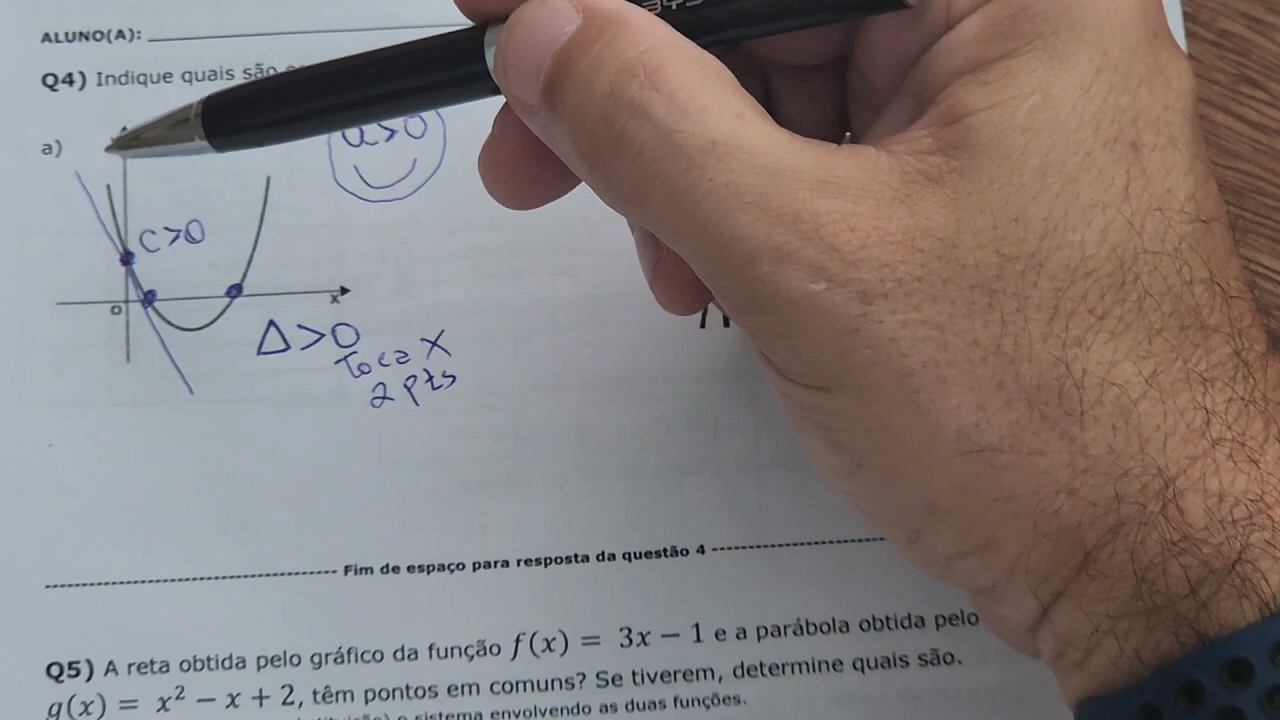 ALUNO(A):
Q4) Indique quais são
a)
a>0
C>0
x
0
Δ>0
Toca X
2 pts
Fim de espaço para resposta da questão 4
Q5) A reta obtida pelo gráfico da função f(x) = 3x − 1 e a parábola obtida pelo
g(x) = x² − x + 2, têm pontos em comuns? Se tiverem, determine quais são.
o sistema envolvendo as duas funções.